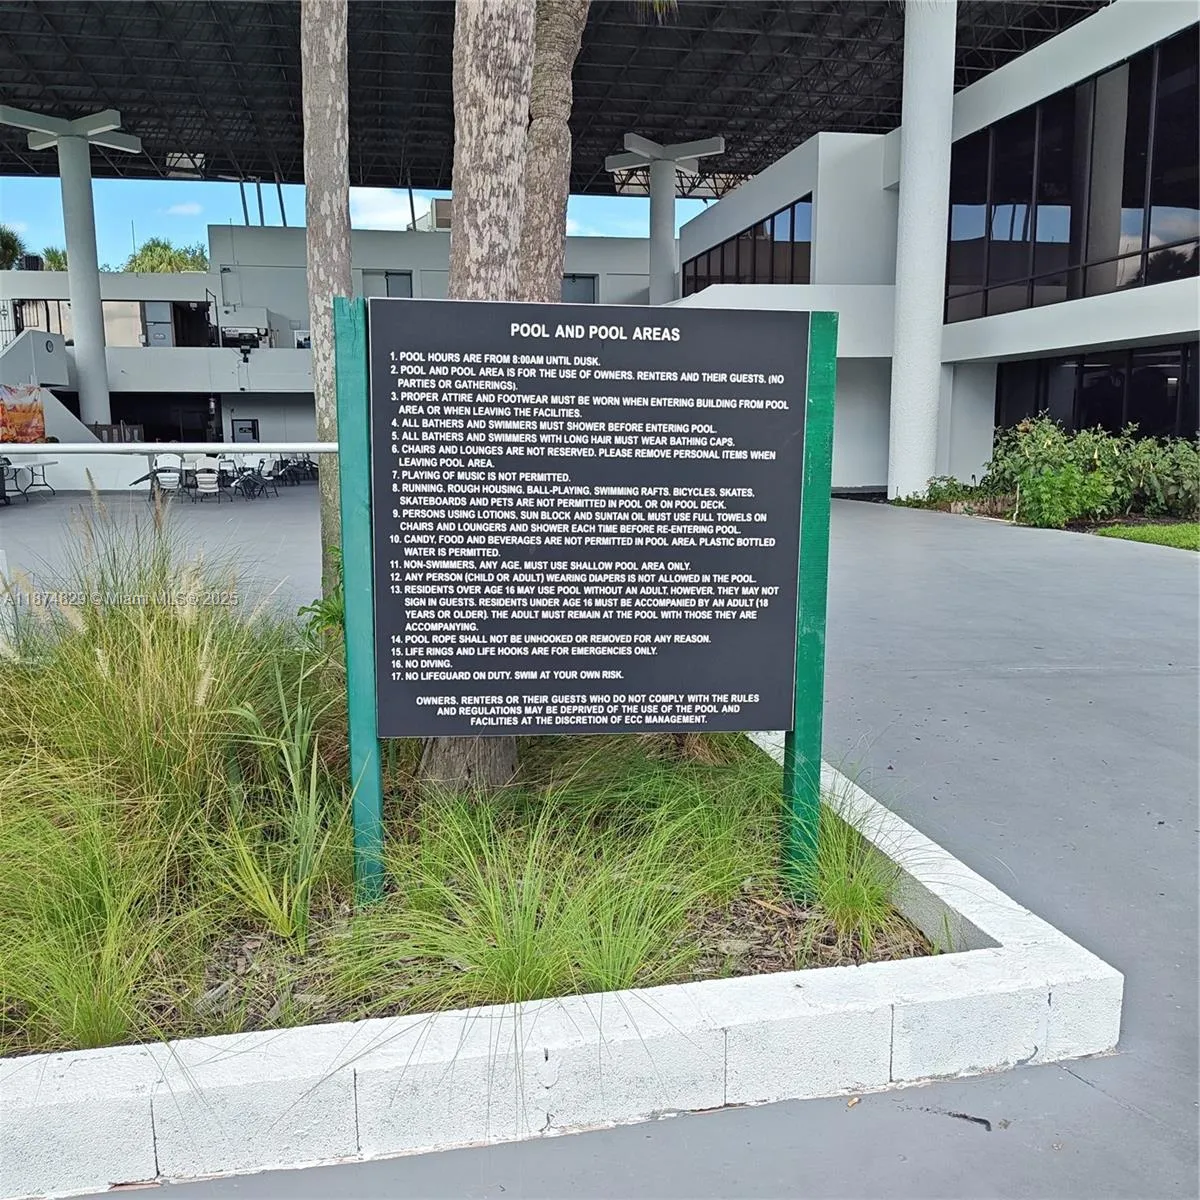 POOL AND POOL AREAS
1. POOL HOURS ARE FROM 8:00AM UNTIL DUSK.
2. POOL AND POOL AREA IS FOR THE USE OF OWNERS. RENTERS AND THEIR GUESTS. (NO
PARTIES OR GATHERINGS).
3. PROPER ATTIRE AND FOOTWEAR MUST BE WORN WHEN ENTERING BUILDING FROM POOL
AREA OR WHEN LEAVING THE FACILITIES.
4. ALL BATHERS AND SWIMMERS MUST SHOWER BEFORE ENTERING POOL.
5. ALL BATHERS AND SWIMMERS WITH LONG HAIR MUST WEAR BATHING CAPS.
6. CHAIRS AND LOUNGES ARE NOT RESERVED. PLEASE REMOVE PERSONAL ITEMS WHEN
LEAVING POOL AREA.
7. PLAYING OF MUSIC IS NOT PERMITTED.
8. RUNNING. ROUGH HOUSING. BALL-PLAYING. SWIMMING RAFTS. BICYCLES. SKATES.
SKATEBOARDS AND PETS ARE NOT PERMITTED IN POOL OR ON POOL DECK.
9. PERSONS USING LOTIONS. SUN BLOCK AND SUNTAN OIL MUST USE FULL TOWELS ON
CHAIRS AND LOUNGERS AND SHOWER EACH TIME BEFORE RE-ENTERING POOL.
10. CANDY. FOOD AND BEVERAGES ARE NOT PERMITTED IN POOL AREA. PLASTIC BOTTLED
WATER IS PERMITTED.
11. NON-SWIMMERS. ANY AGE. MUST USE SHALLOW POOL AREA ONLY.
12. ANY PERSON (CHILD OR ADULT) WEARING DIAPERS IS NOT ALLOWED IN THE POOL.
13. RESIDENTS OVER AGE 16 MAY USE POOL WITHOUT AN ADULT. HOWEVER. THEY MAY NOT
SIGN IN GUESTS. RESIDENTS UNDER AGE 16 MUST BE ACCOMPANIED BY AN ADULT (18
YEARS OR OLDER). THE ADULT MUST REMAIN AT THE POOL WITH THOSE THEY ARE
ACCOMPANYING.
14. POOL ROPE SHALL NOT BE UNHOOKED OR REMOVED FOR ANY REASON.
15. LIFE RINGS AND LIFE HOOKS ARE FOR EMERGENCIES ONLY.
16. NO DIVING.
17. NO LIFEGUARD ON DUTY. SWIM AT YOUR OWN RISK.
OWNERS. RENTERS OR THEIR GUESTS WHO DO NOT COMPLY WITH THE RULES
AND REGULATIONS MAY BE DEPRIVED OF THE USE OF THE POOL AND
FACILITIES AT THE DISCRETION OF ECC MANAGEMENT.
A11874829 © Miami MLS © 2025